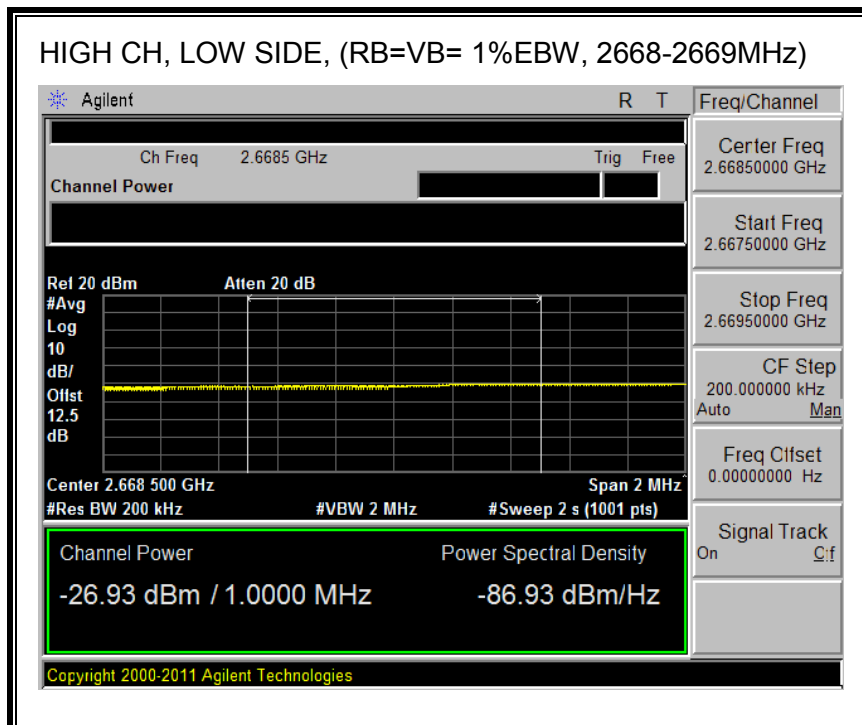 HIGH CH, LOW SIDE, (RB=VB= 1%EBW, 2668-2669MHz)
Agilent R T Freq/Channel
Ch Freq 2.6685 GHz Trig Free
Channel Power
Center Freq
2.66850000 GHz
Start Freq
2.66750000 GHz
Stop Freq
2.66950000 GHz
CF Step
200.000000 kHz
Auto Man
Freq Offset
0.00000000 Hz
Signal Track
On Off
Ref 20 dBm Atten 20 dB
#Avg
Log
10
dB/
Offst
12.5
dB
Center 2.668 500 GHz Span 2 MHz^
#Res BW 200 kHz #VBW 2 MHz #Sweep 2 s (1001 pts)
Channel Power Power Spectral Density
-26.93 dBm / 1.0000 MHz -86.93 dBm/Hz
Copyright 2000-2011 Agilent Technologies